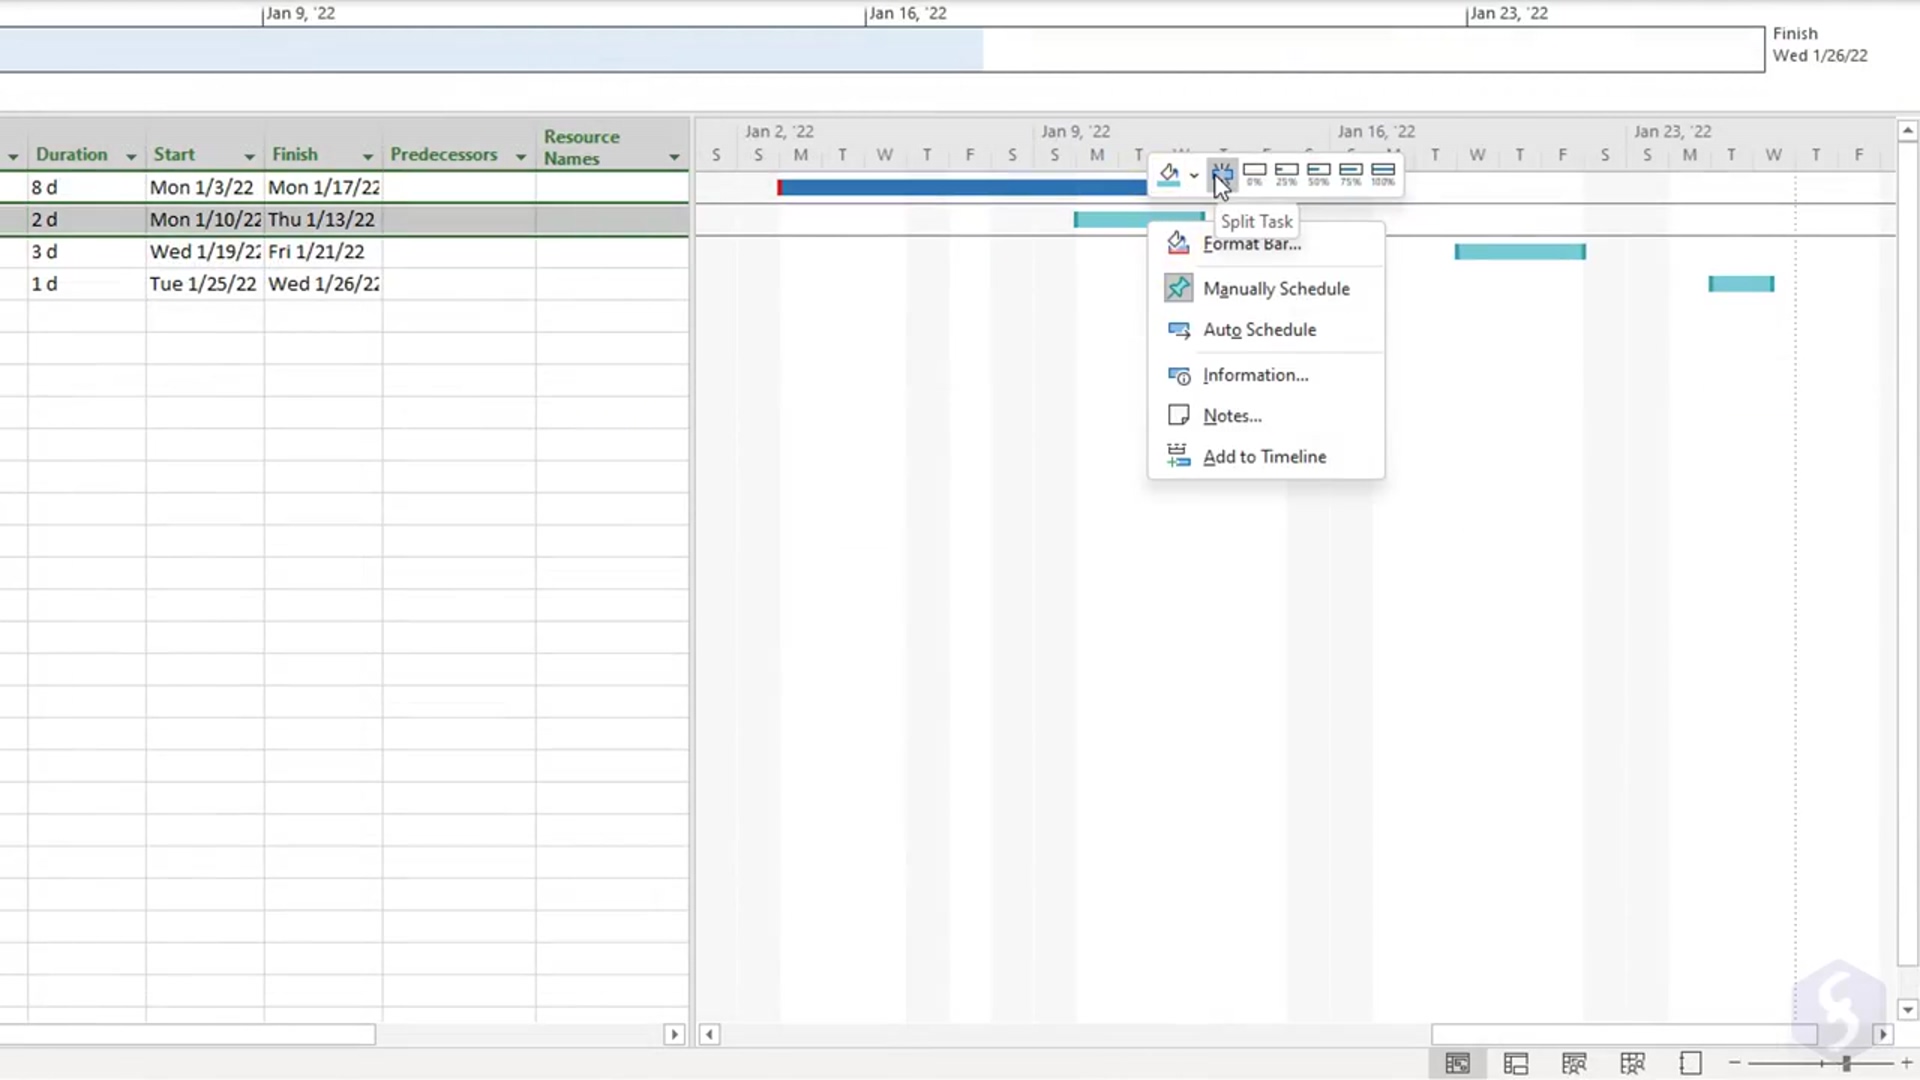 Jan 9, '22
Jan 16, '22
Jan 23, '22
Finish
Wed 1/26/22
Duration
Start
Finish
Predecessors
Resource
Names
8 d
Mon 1/3/22
Mon 1/17/22
2 d
Mon 1/10/22
Thu 1/13/22
3 d
Wed 1/19/22
Fri 1/21/22
1 d
Tue 1/25/22
Wed 1/26/22
Jan 2, '22
Jan 9, '22
Jan 16, '22
Jan 23, '22
S S M T W T F S S M T
T W T F S S M T W T F
0% 25% 50% 75% 100%
Split Task
Format Bar...
Manually Schedule
Auto Schedule
Information...
Notes...
Add to Timeline